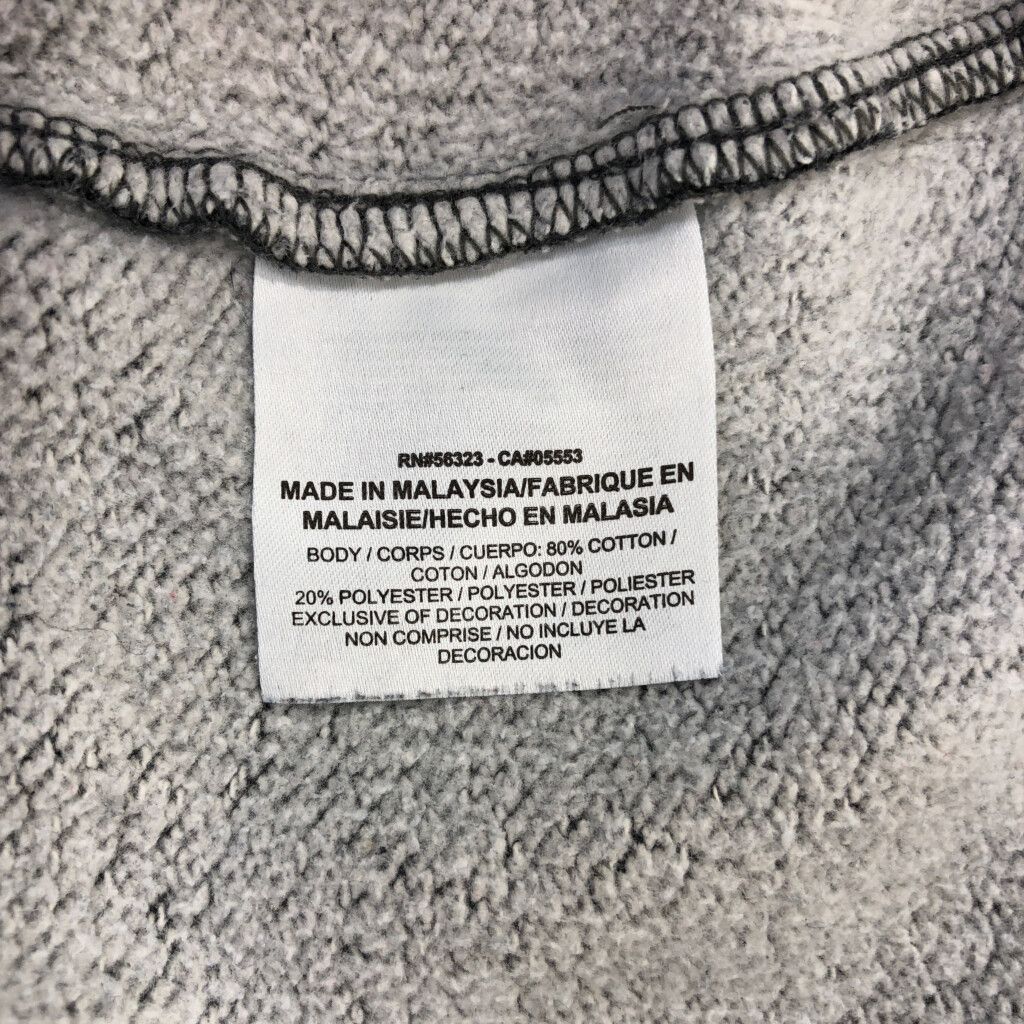 RN#56323 - CA#05553
MADE IN MALAYSIA/FABRIQUE EN
MALAISIE/HECHO EN MALASIA
BODY / CORPS / CUERPO: 80% COTTON /
COTON / ALGODON
20% POLYESTER / POLYESTER / POLIESTER
EXCLUSIVE OF DECORATION / DECORATION
NON COMPRISE / NO INCLUYE LA
DECORACION